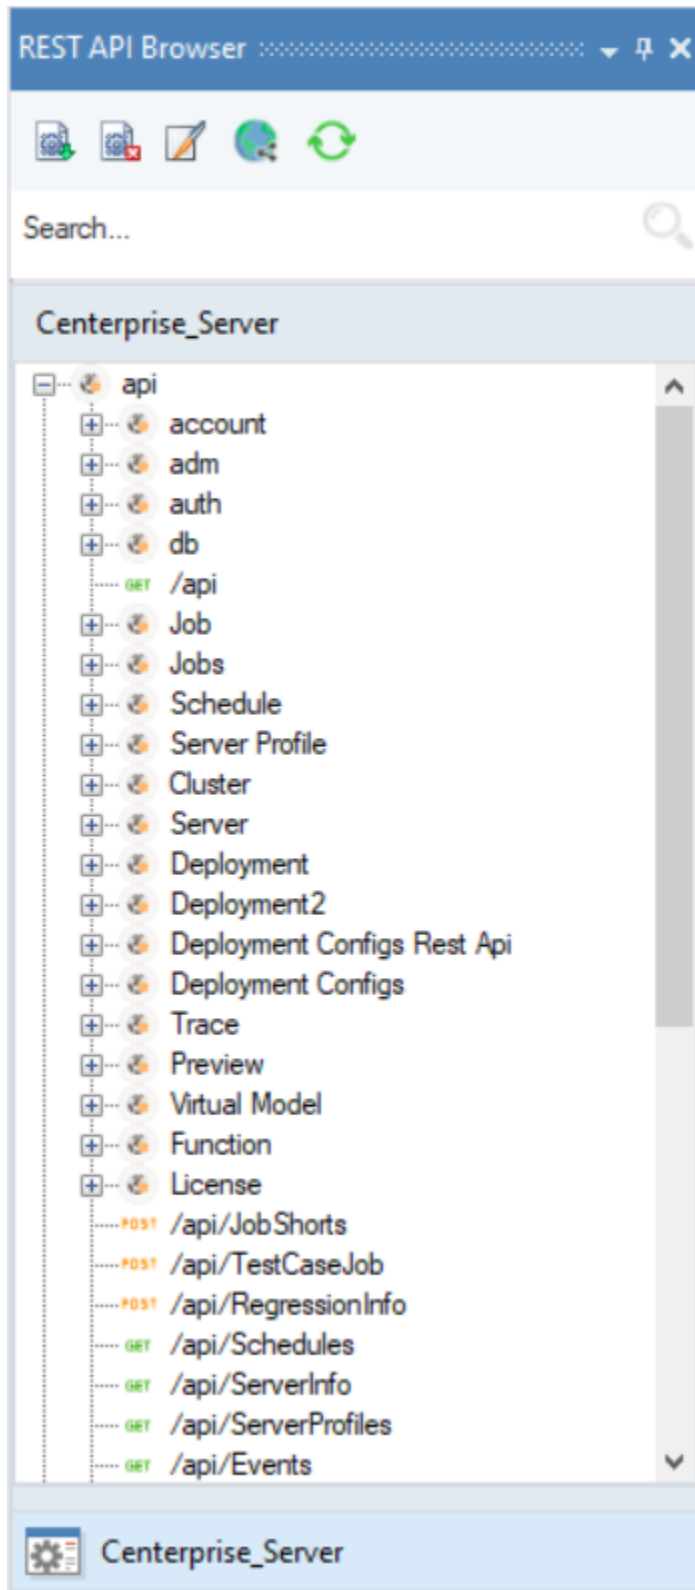 REST API Browser
Search...
Centerprise_Server
api
account
adm
auth
db
GET /api
Job
Jobs
Schedule
Server Profile
Cluster
Server
Deployment
Deployment2
Deployment Configs Rest Api
Deployment Configs
Trace
Preview
Virtual Model
Function
License
POST /api/JobShorts
POST /api/TestCaseJob
POST /api/RegressionInfo
GET /api/Schedules
GET /api/ServerInfo
GET /api/ServerProfiles
GET /api/Events
Centerprise_Server